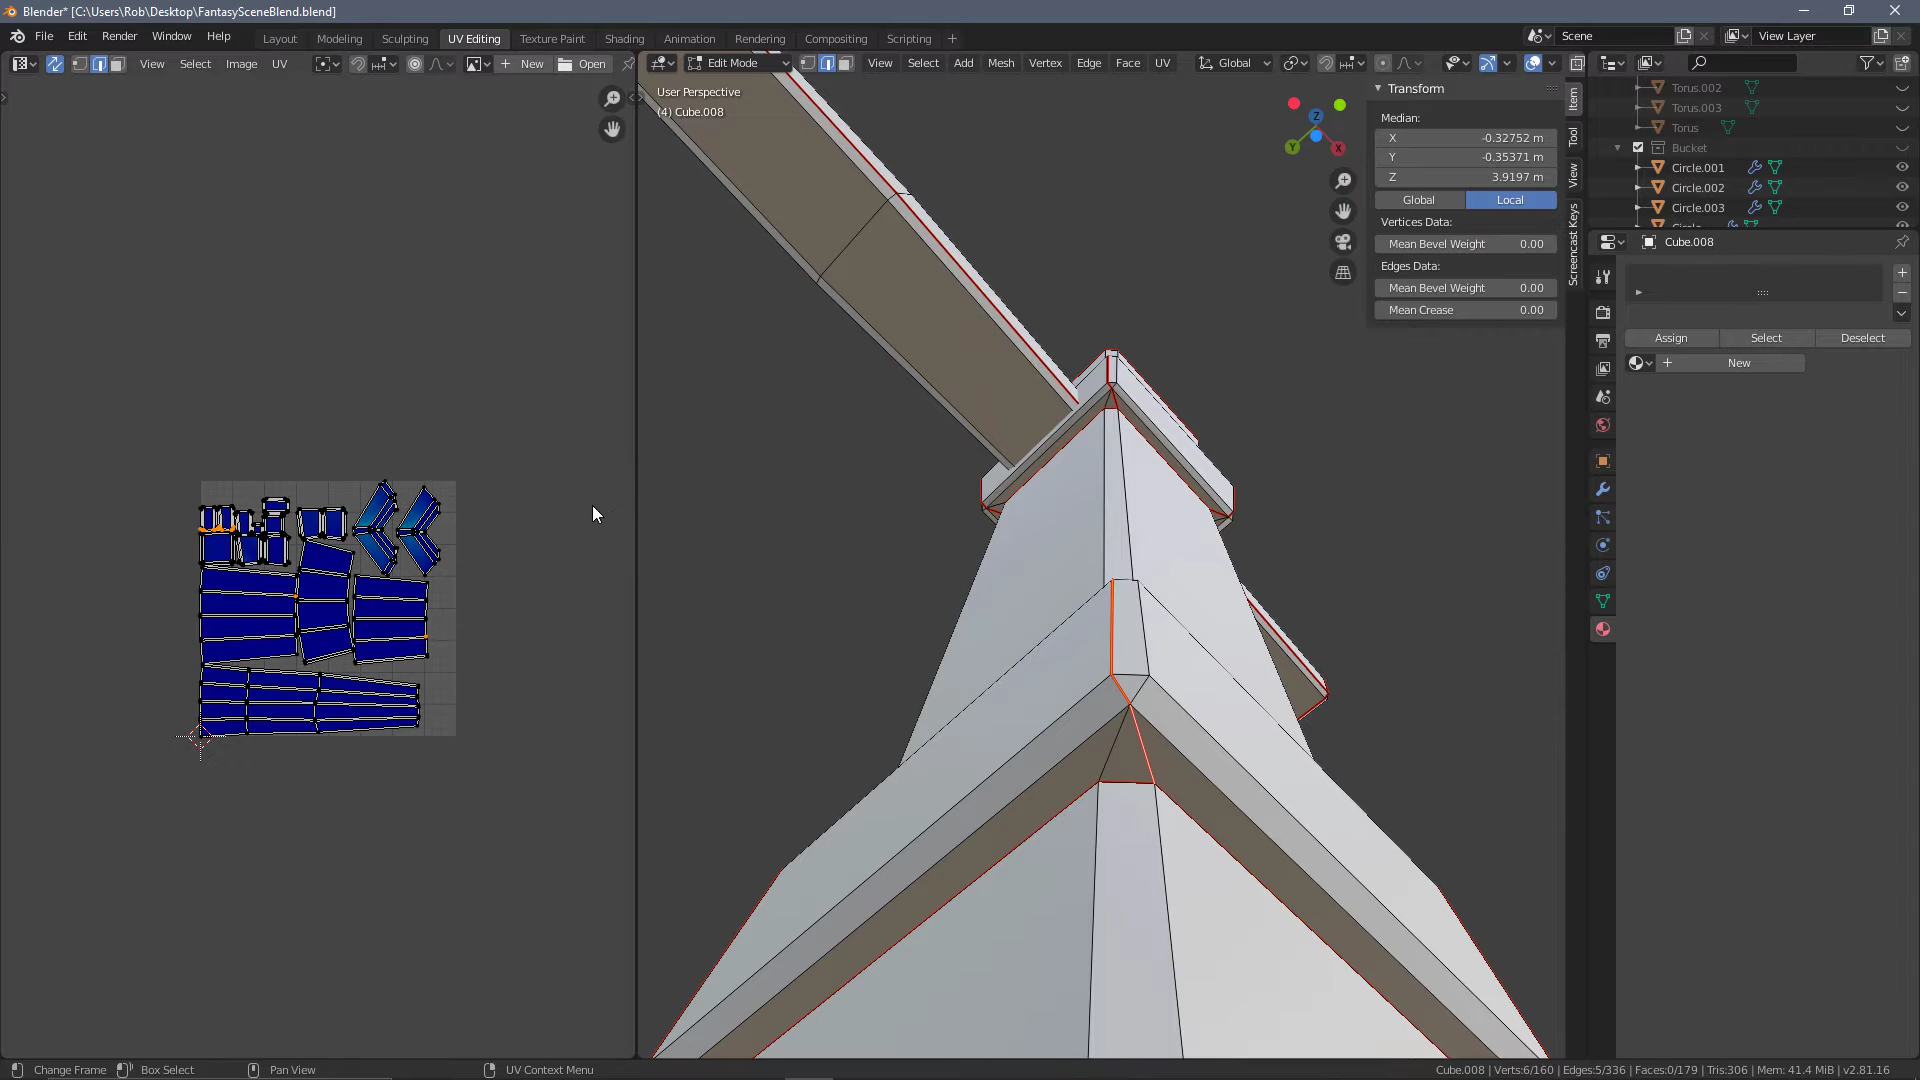 Blender* [C:\Users\Rob\Desktop\FantasySceneBlend.blend]
File Edit Render Window Help Layout Modeling Sculpting UV Editing Texture Paint Shading Animation Rendering Compositing Scripting + Scene View Layer
View Select Image UV + New Open Edit Mode View Select Add Mesh Vertex Edge Face UV Global
User Perspective
(4) Cube.008
Z
Y
X
Transform
Median:
X -0.32752 m
Y -0.35371 m
Z 3.9197 m
Global Local
Vertices Data:
Mean Bevel Weight 0.00
Edges Data:
Mean Bevel Weight 0.00
Mean Crease 0.00
Item
Tool
View
Screencast Keys
Torus.002
Torus.003
Torus
Bucket
Circle.001
Circle.002
Circle.003
Cube.008
Assign Select Deselect
+ New
Change Frame Box Select Pan View UV Context Menu Cube.008 | Verts:6/160 | Edges:5/336 | Faces:0/179 | Tris:306 | Mem: 41.4 MiB | v2.81.16